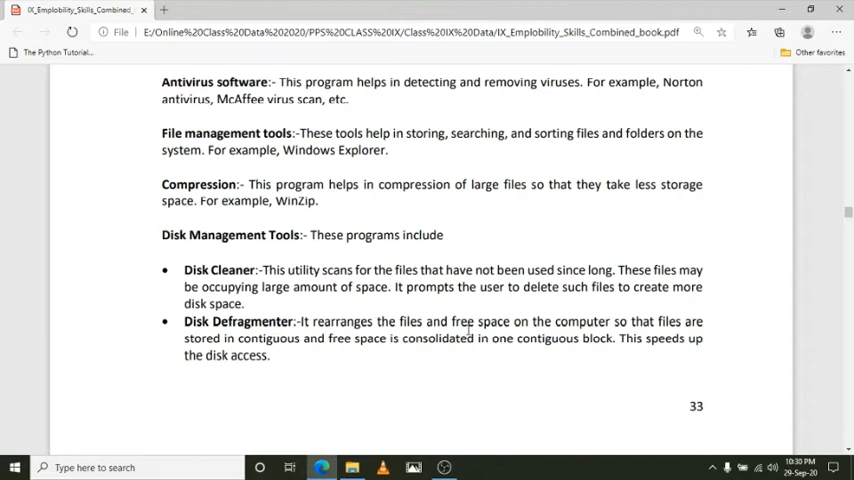 IX_Emplobility_Skills_Combined_
File
E:/Online%20Class%20Data%202020/PPS%20CLASS%20IX/Class%20IX%20Data/IX_Emplobility_Skills_Combined_book.pdf
The Python Tutorial...
Other favorites
Antivirus software:- This program helps in detecting and removing viruses. For example, Norton
antivirus, McAffee virus scan, etc.
File management tools:-These tools help in storing, searching, and sorting files and folders on the
system. For example, Windows Explorer.
Compression:- This program helps in compression of large files so that they take less storage
space. For example, WinZip.
Disk Management Tools:- These programs include
• Disk Cleaner:-This utility scans for the files that have not been used since long. These files may
be occupying large amount of space. It prompts the user to delete such files to create more
disk space.
• Disk Defragmenter:-It rearranges the files and free space on the computer so that files are
stored in contiguous and free space is consolidated in one contiguous block. This speeds up
the disk access.
33
Type here to search
10:30 PM
29-Sep-20